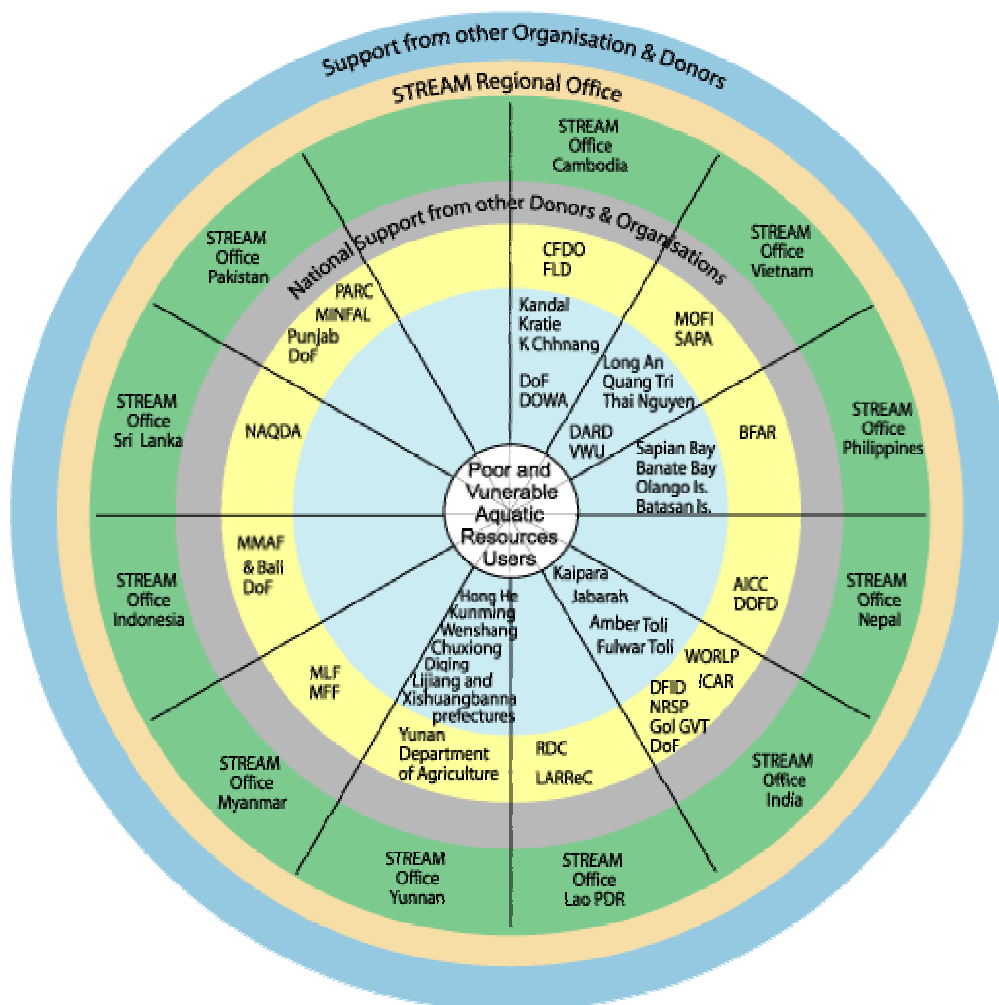 Support from other Organisation & Donors
STREAM Regional Office
STREAM
Office
Cambodia
STREAM
Office
Vietnam
STREAM
Office
Philippines
STREAM
Office
Nepal
STREAM
Office
India
STREAM
Office
Lao PDR
STREAM
Office
Yunnan
STREAM
Office
Myanmar
STREAM
Office
Indonesia
STREAM
Office
Sri Lanka
STREAM
Office
Pakistan
National Support from other Donors & Organisations
CFDO
FLD
MOFI
SAPA
BFAR
AICC
DOFD
WORLP
ICAR
DFID
NRSP
GoI GVT
DoF
RDC
LARReC
Yunan
Department
of Agriculture
MLF
MFF
MMAF
& Bali
DoF
NAQDA
PARC
MINFAL
Punjab
DoF
Kandal
Kratie
K Chhnang
DoF
DOWA
Long An
Quang Tri
Thai Nguyen
DARD
VWU
Sapian Bay
Banate Bay
Olango Is.
Batasan Is.
Kaipara
Jabarah
Amber Toli
Fulwar Toli
Hong He
Kunming
Wenshang
Chuxiong
Diqing
Lijiang and
Xishuangbanna
prefectures
Poor and
Vunerable
Aquatic
Resources
Users